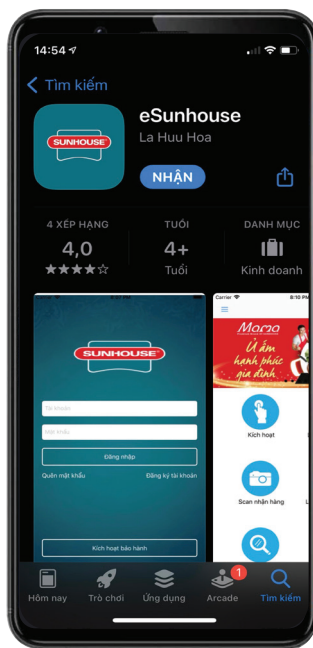 14:54
Tìm kiếm
SUNHOUSE
eSunhouse
La Huu Hoa
NHẬN
4 XẾP HẠNG
TUỔI
DANH MỤC
4,0
4+
Tuổi
Kinh doanh
SUNHOUSE
Tài khoản
Mật khẩu
Đăng nhập
Quên mật khẩu
Đăng ký tài khoản
Kích hoạt bảo hành
Carrier
8:10 PM
Mama
Ủ ấm
hạnh phúc
gia đình
Kích hoạt
Scan nhận hàng
Hôm nay
Trò chơi
Ứng dụng
Arcade
1
Tìm kiếm